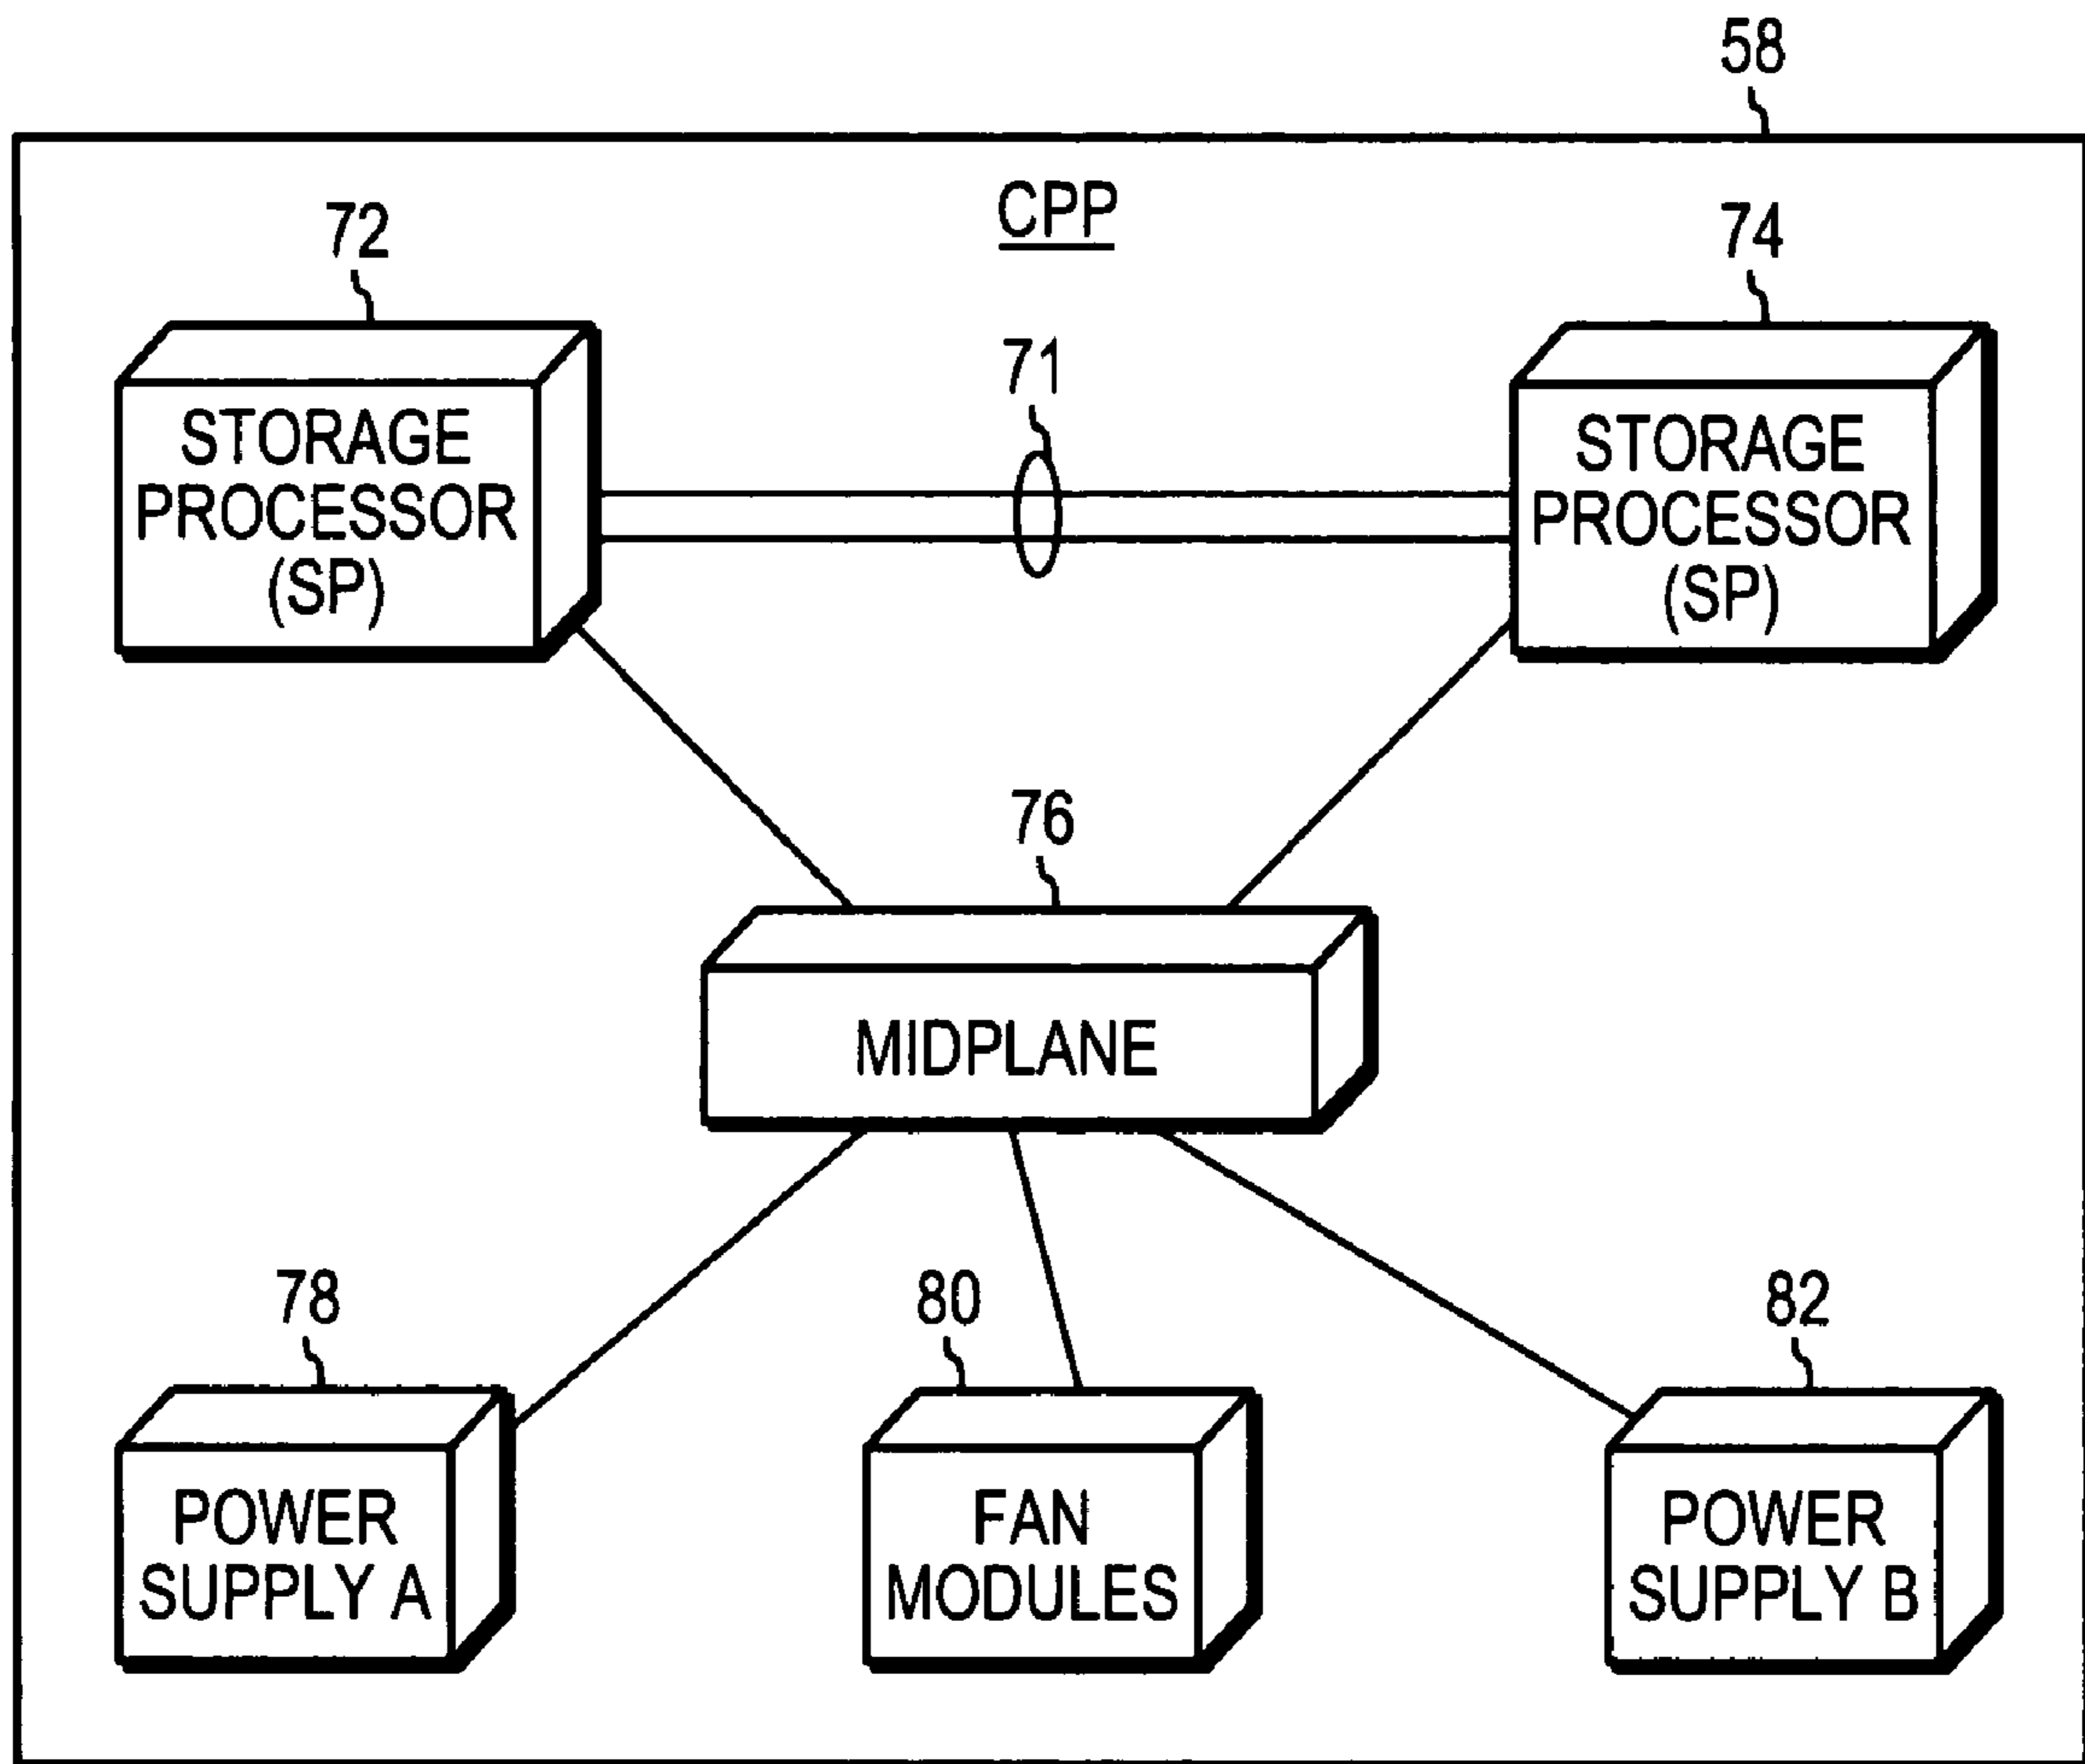 58
CPP
72
74
71
STORAGE
PROCESSOR
(SP)
STORAGE
PROCESSOR
(SP)
76
MIDPLANE
78
80
82
POWER
SUPPLY A
FAN
MODULES
POWER
SUPPLY B